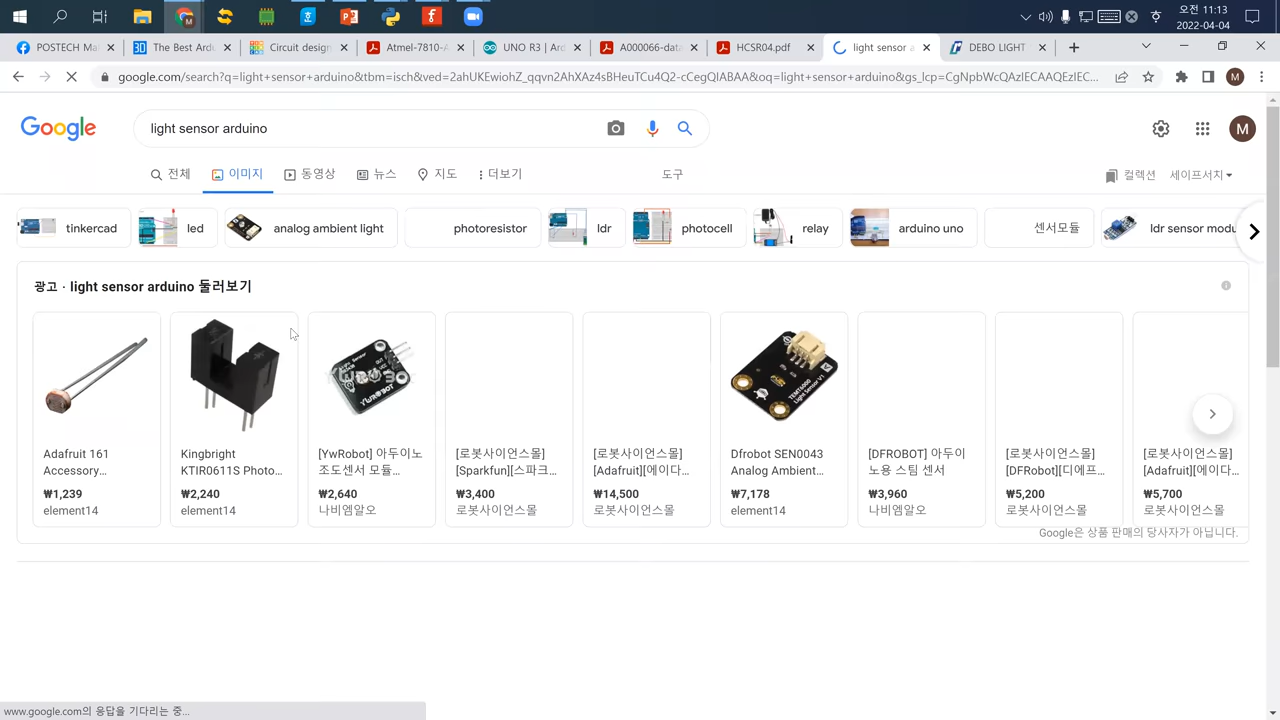 오전 11:13
2022-04-04
POSTECH Ma
The Best Ard
Circuit desig
Atmel-7810-A
UNO R3 | Ard
A000066-dat
HCSR04.pdf
light sensor a
DEBO LIGHT
google.com/search?q=light+sensor+arduino&tbm=isch&ved=2ahUKEwiohZ_qqvn2AhXAz4sBHeuTCu4Q2-cCegQIABAA&oq=light+sensor+arduino&gs_lcp=CgNpbWcQAzIECAAQEzIEC...
M
Google
light sensor arduino
M
전체
이미지
동영상
뉴스
지도
더보기
도구
컬렉션
세이프서치
tinkercad
led
analog ambient light
photoresistor
ldr
photocell
relay
arduino uno
센서모듈
ldr sensor modu
광고 · light sensor arduino 둘러보기
Adafruit 161
Accessory...
₩1,239
element14
Kingbright
KTIR0611S Photo...
₩2,240
element14
[YwRobot] 아두이노
조도센서 모듈...
₩2,640
나비엠알오
[로봇사이언스몰]
[Sparkfun][스파크...
₩3,400
로봇사이언스몰
[로봇사이언스몰]
[Adafruit][에이다...
₩14,500
로봇사이언스몰
Dfrobot SEN0043
Analog Ambient...
₩7,178
element14
[DFROBOT] 아두이
노용 스팀 센서
₩3,960
나비엠알오
[로봇사이언스몰]
[DFRobot][디에프...
₩5,200
로봇사이언스몰
[로봇사이언스몰]
[Adafruit][에이다...
₩5,700
로봇사이언스몰
Google은 상품 판매의 당사자가 아닙니다.
www.google.com의 응답을 기다리는 중...